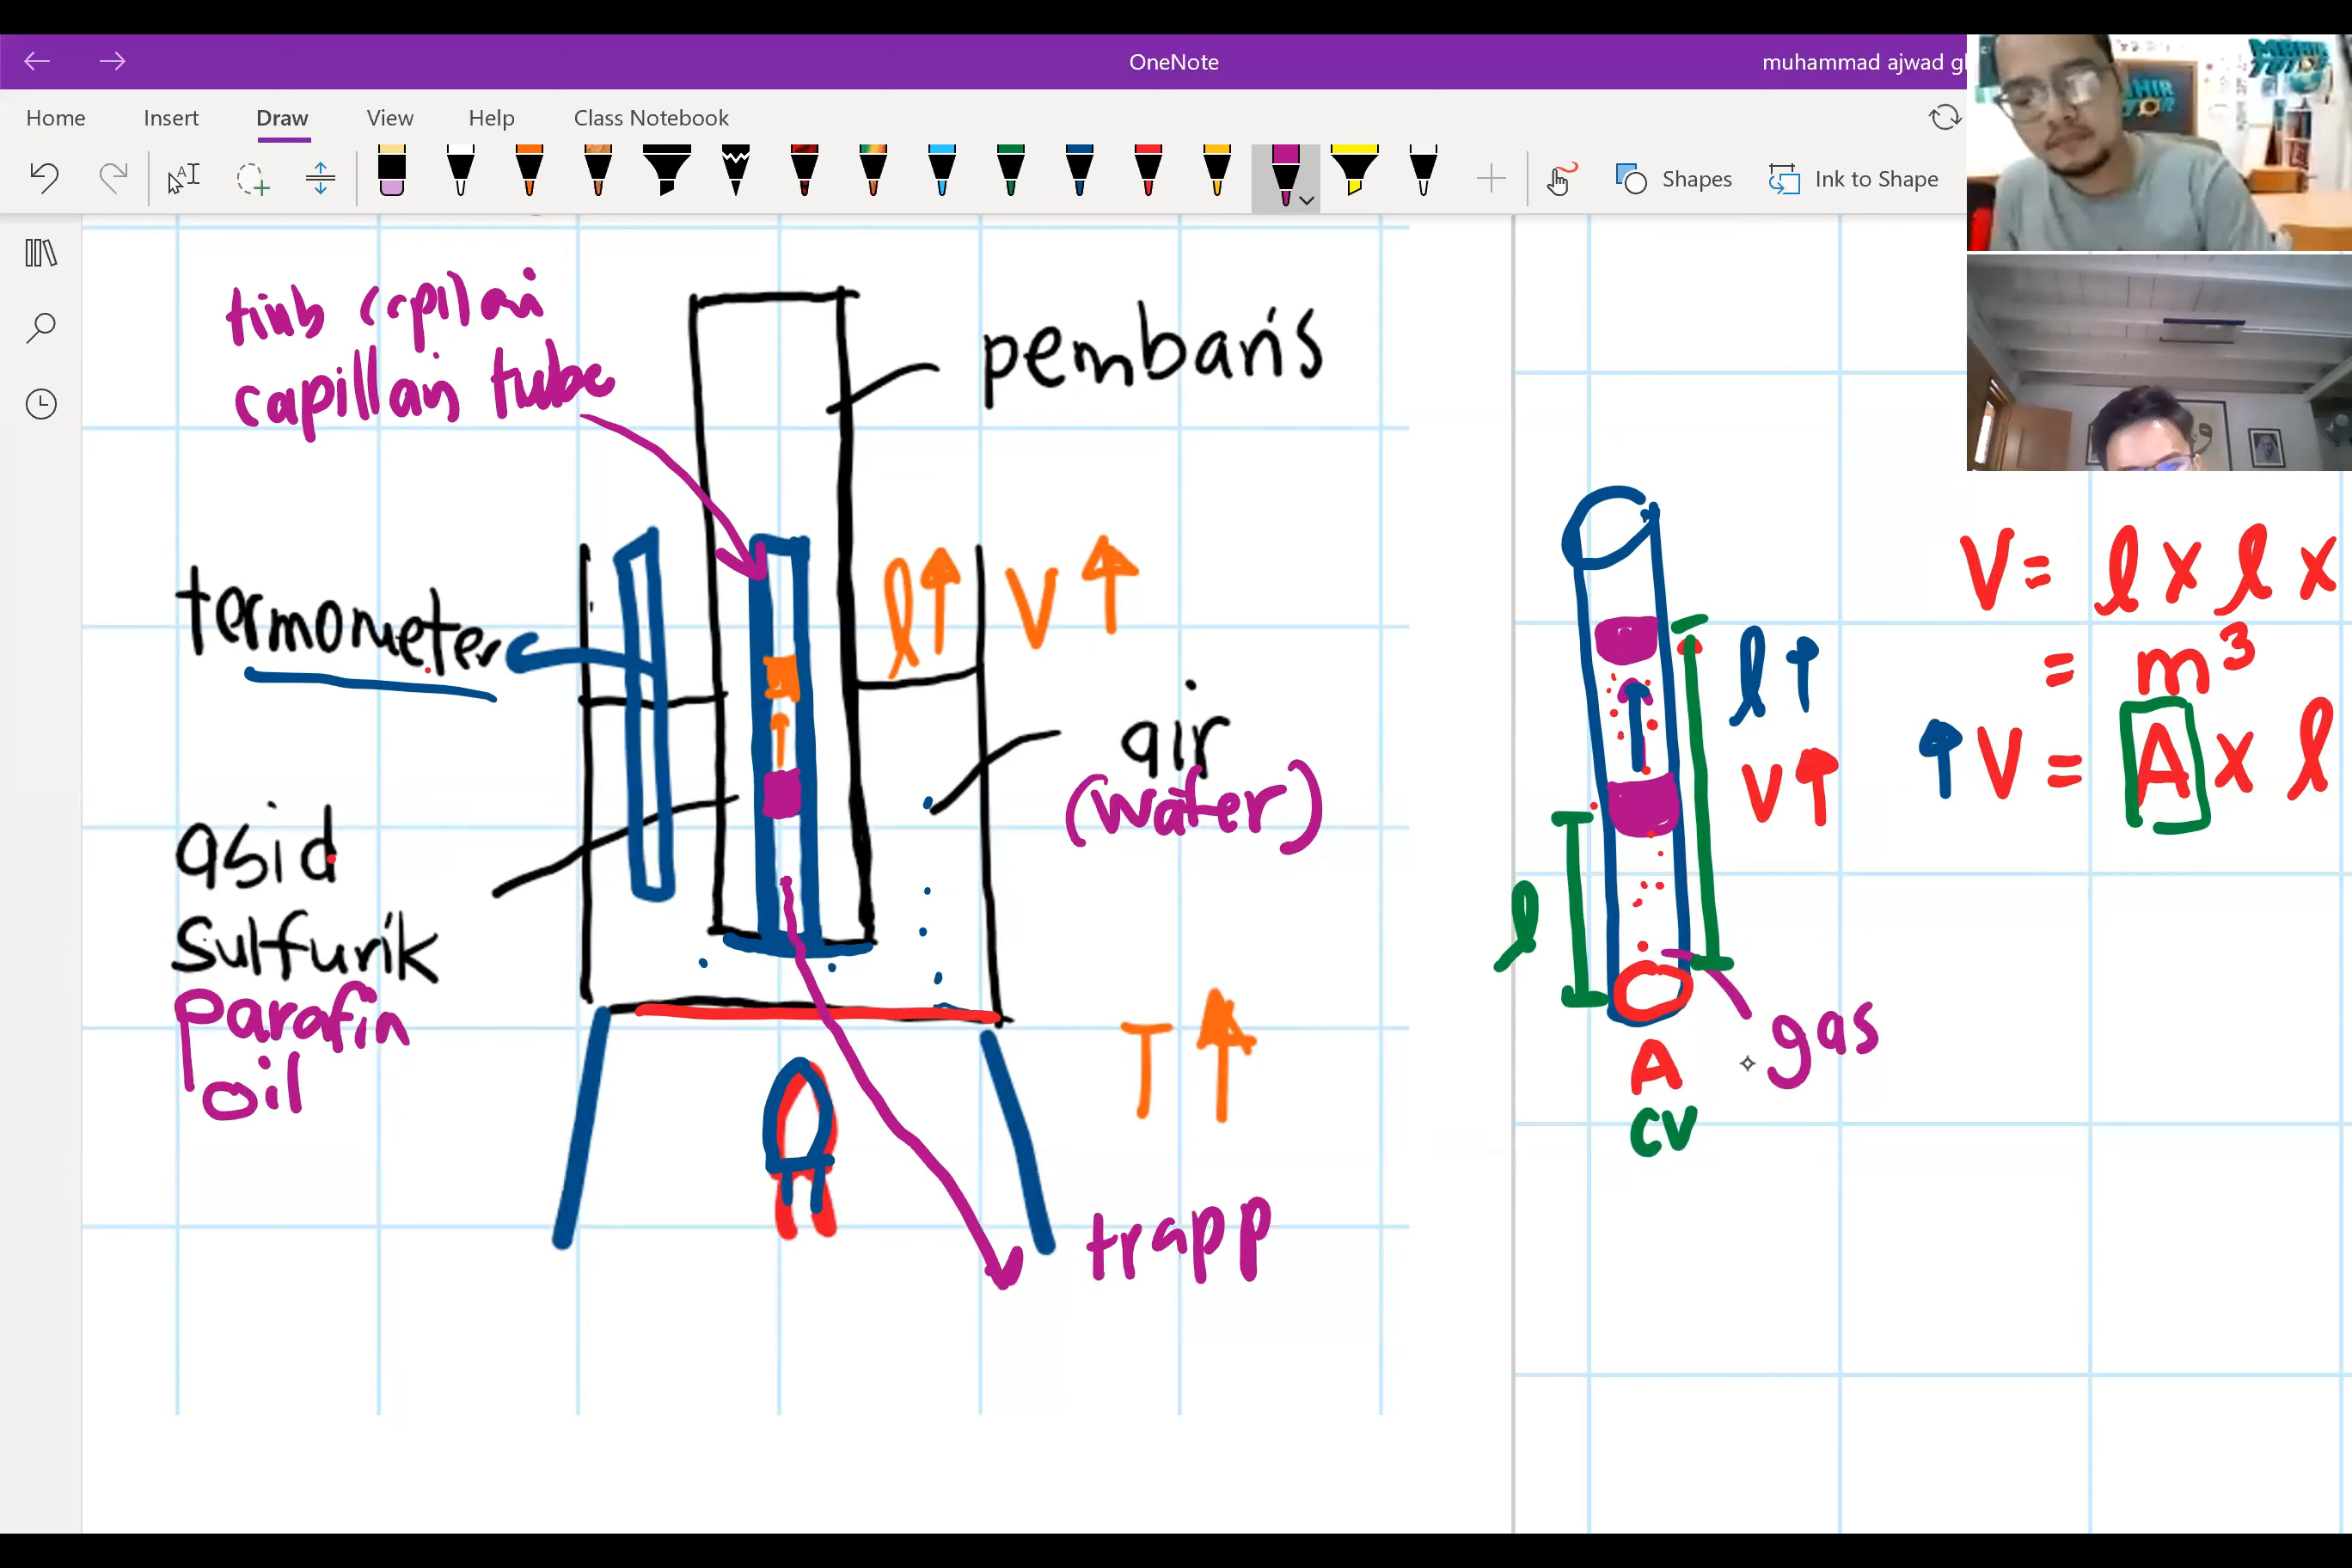 OneNote
muhammad ajwad
Home Insert Draw View Help Class Notebook
Shapes Ink to Shape
tiub capilari
capillary tube
pembaris
termometer
l↑ V↑
air
(water)
asid
sulfurik
parafin
oil
T↑
trapp
V = l x l x
= m³
↑V = A x l
l↑
V↑
l
gas
A
CV